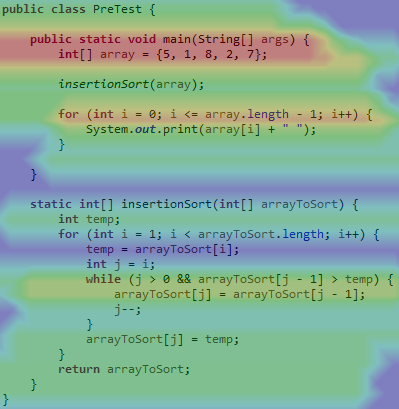 public class PreTest {
public static void main(String[] args) {
int[] array = {5, 1, 8, 2, 7};
insertionSort(array);
for (int i = 0; i <= array.length - 1; i++) {
System.out.print(array[i] + " ");
}
}
static int[] insertionSort(int[] arrayToSort) {
int temp;
for (int i = 1; i < arrayToSort.length; i++) {
temp = arrayToSort[i];
int j = i;
while (j > 0 && arrayToSort[j - 1] > temp) {
arrayToSort[j] = arrayToSort[j - 1];
j--;
}
arrayToSort[j] = temp;
}
return arrayToSort;
}
}